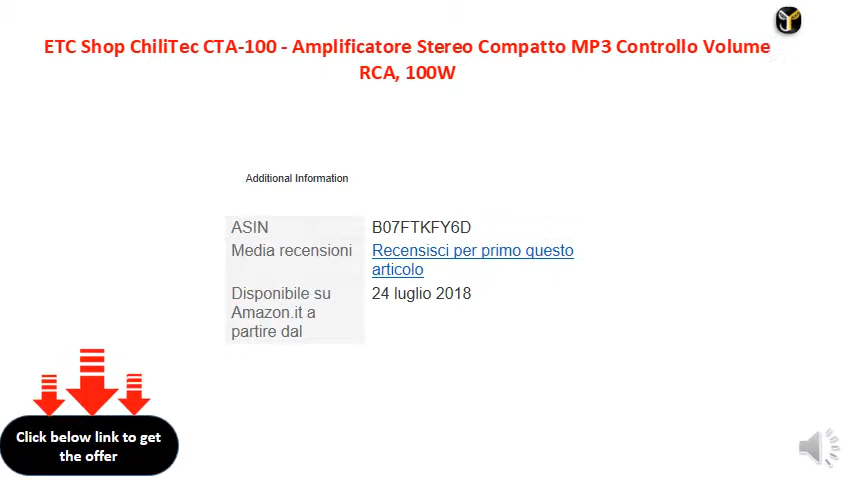 ETC Shop ChiliTec CTA-100 - Amplificatore Stereo Compatto MP3 Controllo Volume
RCA, 100W
Additional Information
ASIN B07FTKFY6D
Media recensioni Recensisci per primo questo
articolo
Disponibile su 24 luglio 2018
Amazon.it a
partire dal
Click below link to get
the offer